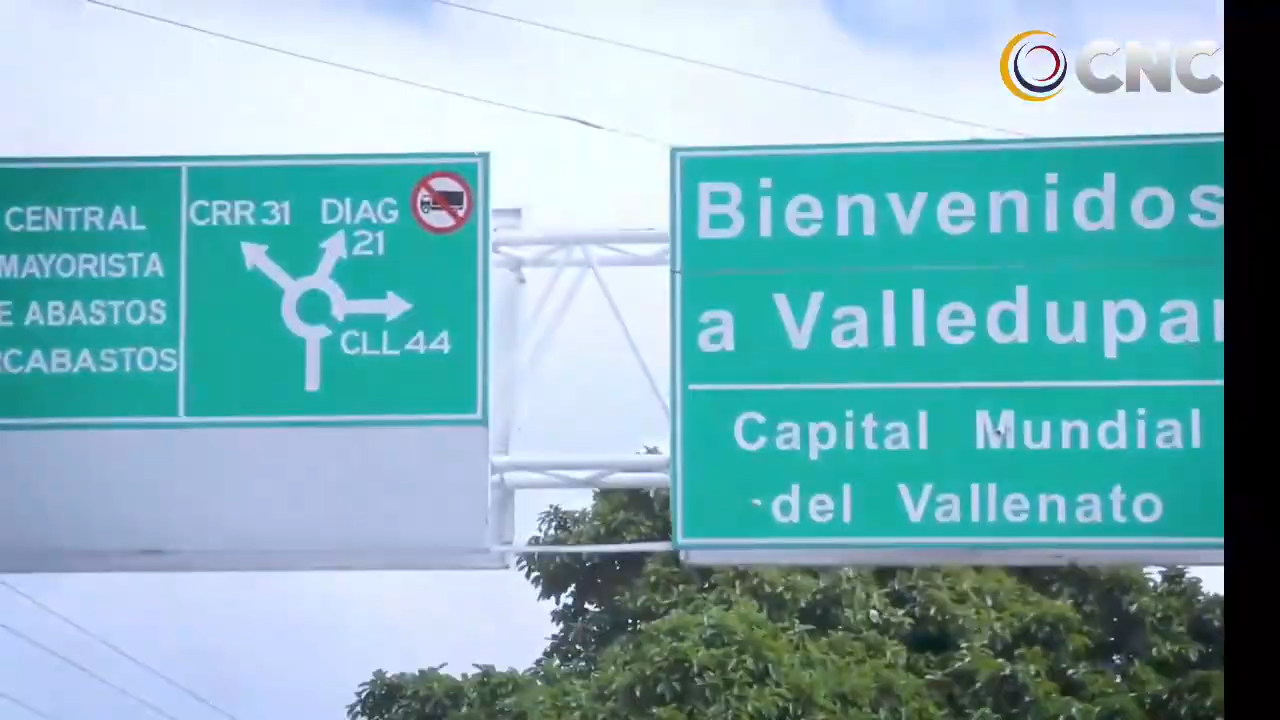 CENTRAL
MAYORISTA
E ABASTOS
RCABASTOS
CRR 31
DIAG
21
CLL 44
Bienvenidos
a Valledupar
Capital Mundial
del Vallenato
CNC